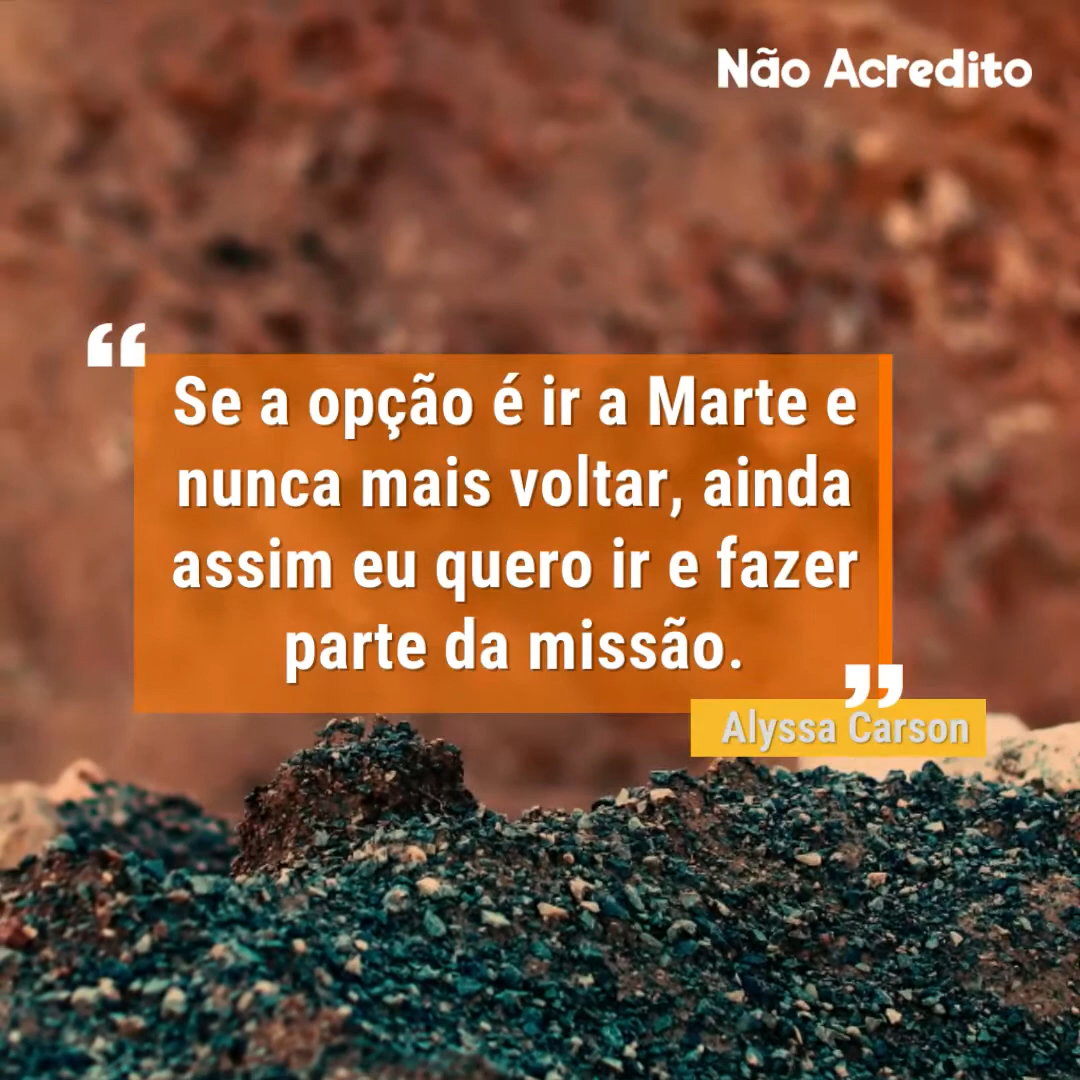 Não Acredito
“
Se a opção é ir a Marte e
nunca mais voltar, ainda
assim eu quero ir e fazer
parte da missão.
”
Alyssa Carson